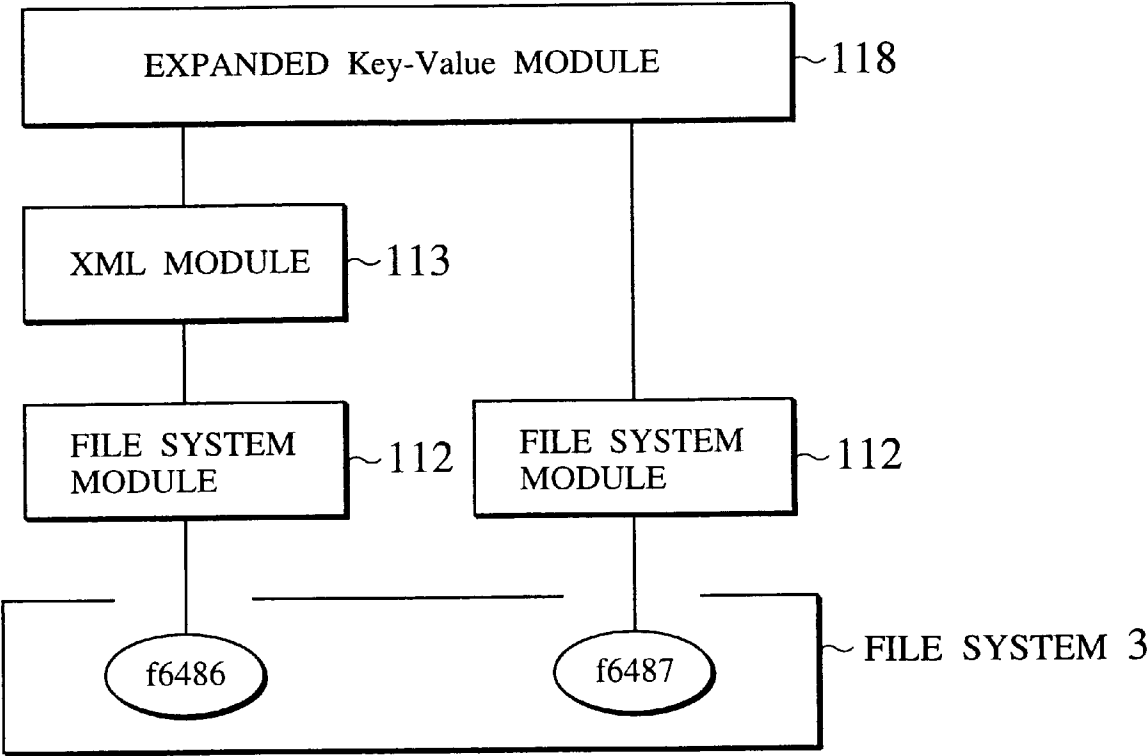 EXPANDED Key-Value MODULE
118
XML MODULE
113
FILE SYSTEM
MODULE
112
FILE SYSTEM
MODULE
112
f6486
f6487
FILE SYSTEM 3